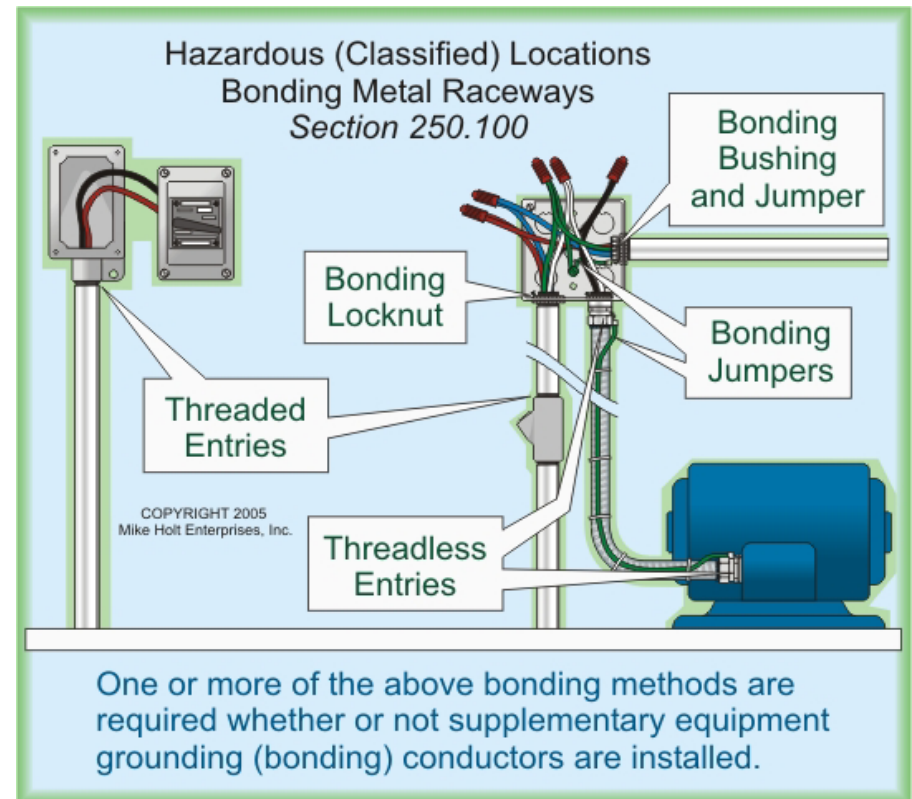 Hazardous (Classified) Locations
Bonding Metal Raceways
Section 250.100
Bonding
Bushing
and Jumper
Bonding
Locknut
Bonding
Jumpers
Threaded
Entries
COPYRIGHT 2005
Mike Holt Enterprises, Inc.
Threadless
Entries
One or more of the above bonding methods are
required whether or not supplementary equipment
grounding (bonding) conductors are installed.